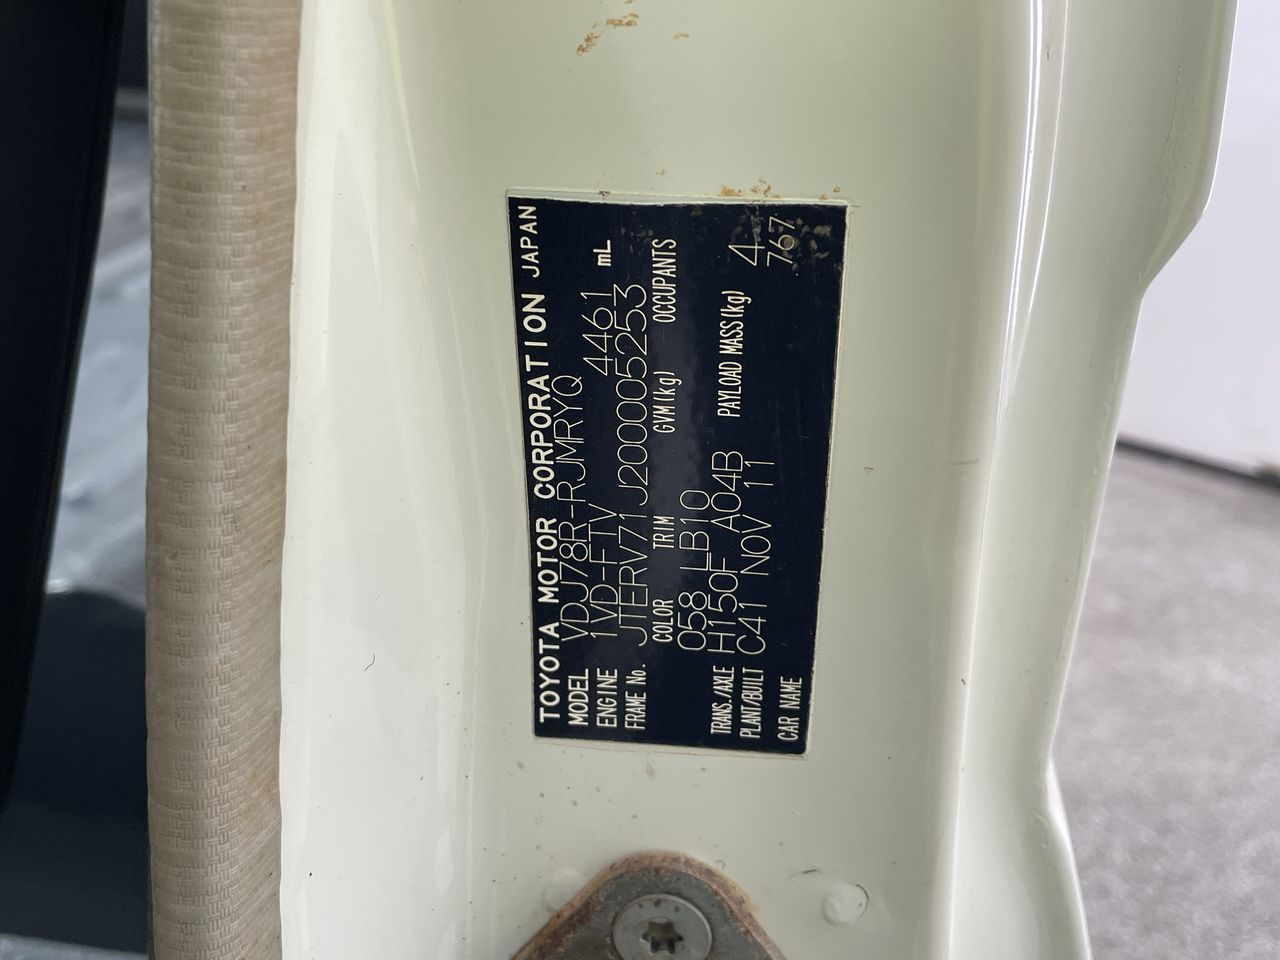 TOYOTA MOTOR CORPORATION JAPAN
MODEL VDJ78R-RJMRYQ
ENGINE 1VD-FTV 4461 mL
FRAME No. JTERV71J200005253
COLOR TRIM GVM(kg) OCCUPANTS
058 LB10 4
TRANS./AXLE H150F A04B PAYLOAD MASS(kg) 767
PLANT/BUILT C41 NOV 11
CAR NAME